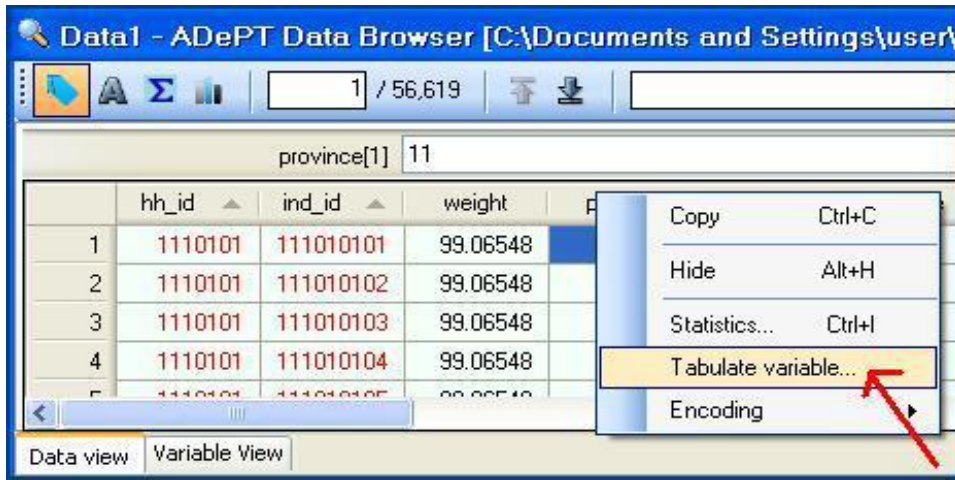 Data1 - ADePT Data Browser [C:\Documents and Settings\user\
A Σ 1 / 56,619
province[1] 11
hh_id ind_id weight p
1 1110101 111010101 99.06548
2 1110101 111010102 99.06548
3 1110101 111010103 99.06548
4 1110101 111010104 99.06548
Copy Ctrl+C
Hide Alt+H
Statistics... Ctrl+I
Tabulate variable...
Encoding
Data view Variable View